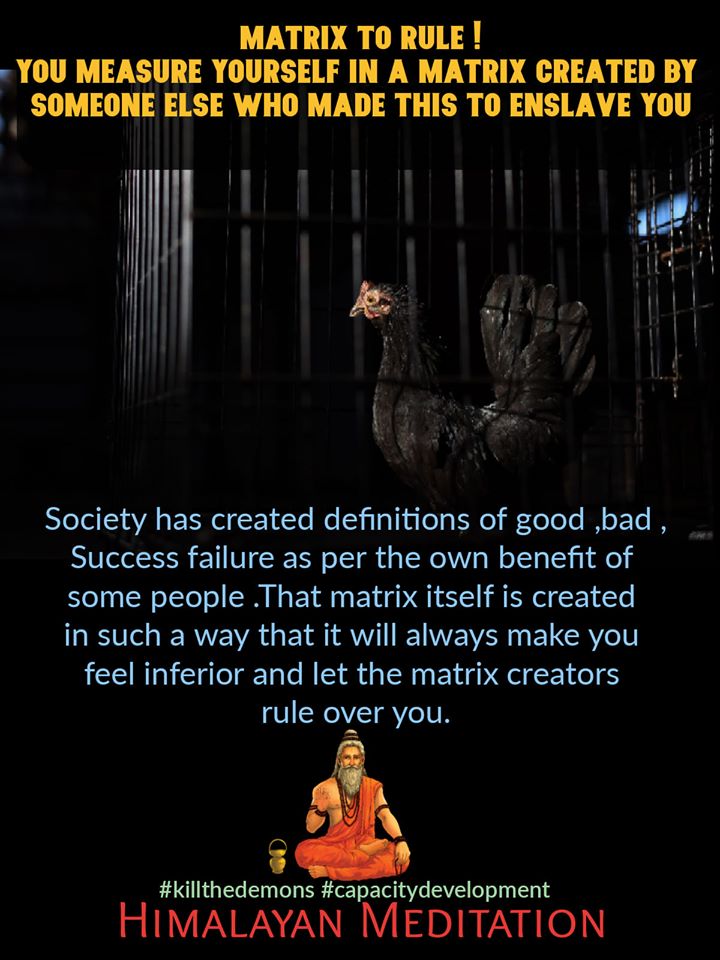 MATRIX TO RULE !
YOU MEASURE YOURSELF IN A MATRIX CREATED BY
SOMEONE ELSE WHO MADE THIS TO ENSLAVE YOU
Society has created definitions of good ,bad ,
Success failure as per the own benefit of
some people .That matrix itself is created
in such a way that it will always make you
feel inferior and let the matrix creators
rule over you.
#killthedemons #capacitydevelopment
HIMALAYAN MEDITATION